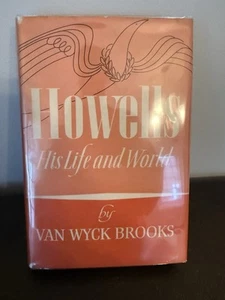 Howells
His Life and World
by
VAN WYCK BROOKS